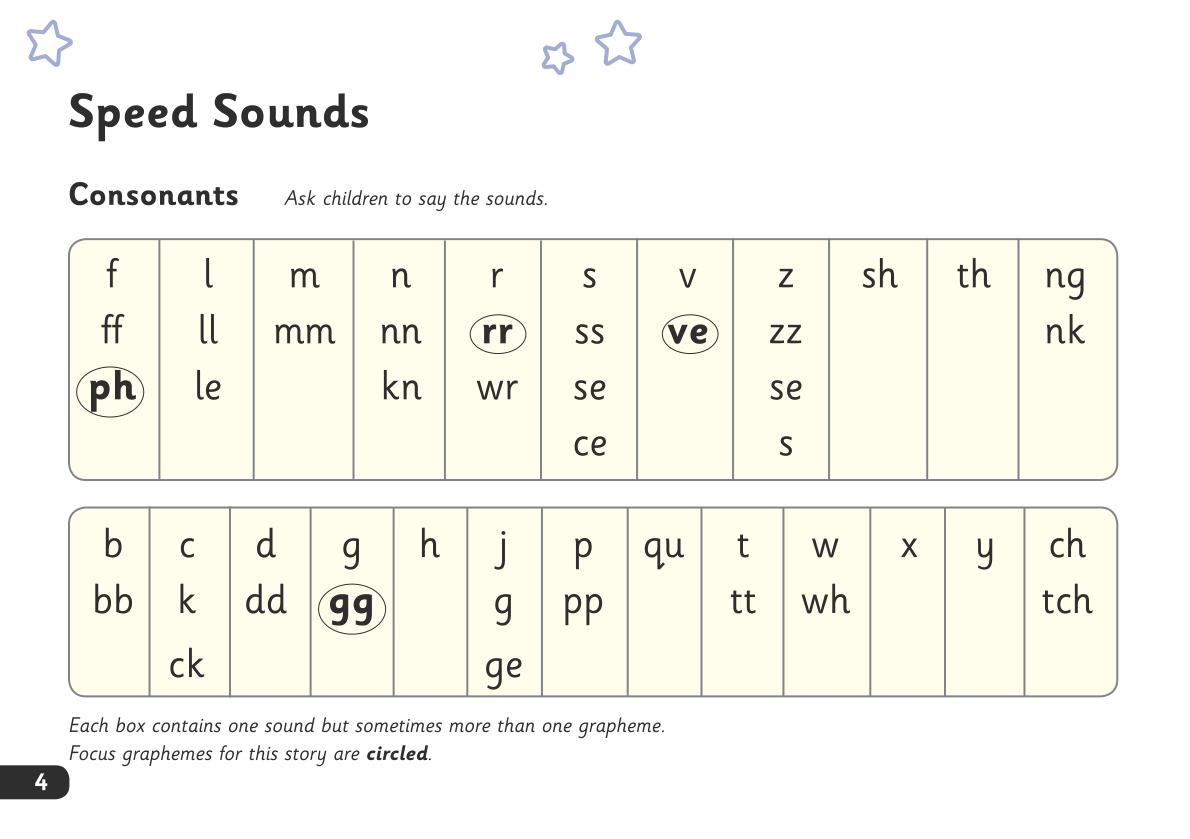 Speed Sounds
Consonants Ask children to say the sounds.
f l m n r s v z sh th ng
ff ll mm nn rr ss ve zz nk
ph le kn wr se se
ce s
b c d g h j p qu t w x y ch
bb k dd gg g pp tt wh tch
ck ge
Each box contains one sound but sometimes more than one grapheme.
Focus graphemes for this story are circled.
4